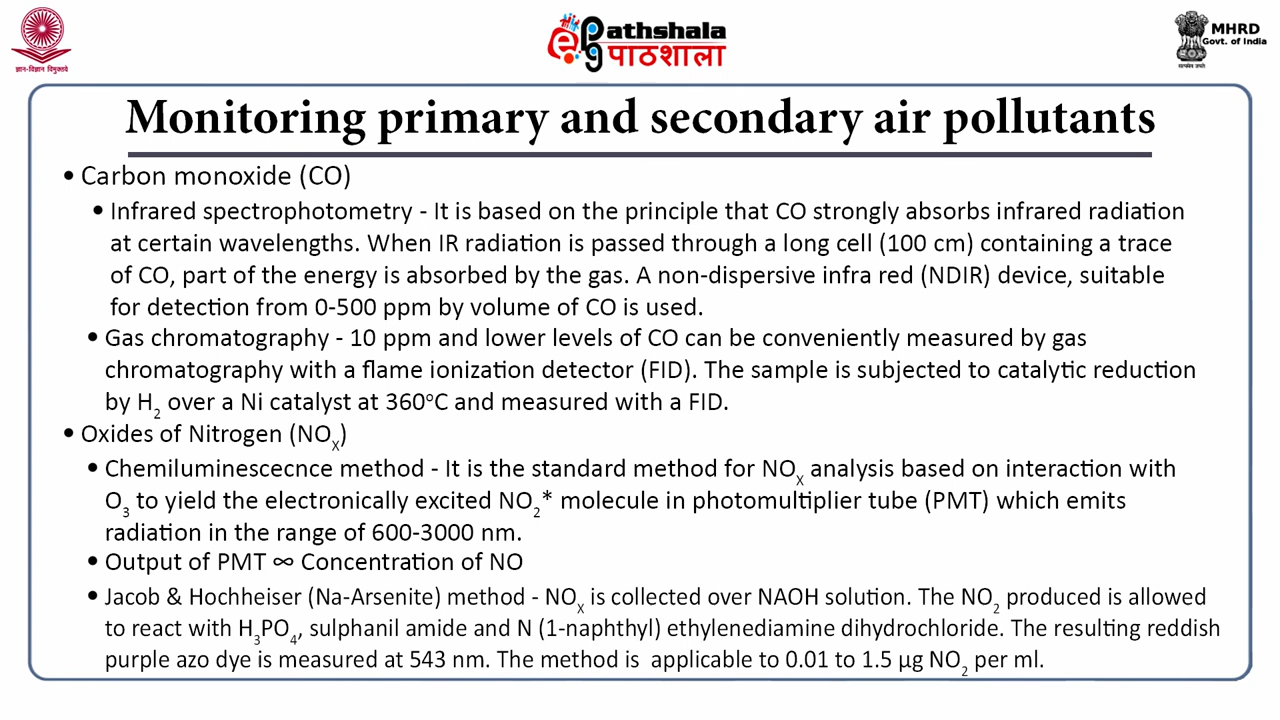 ज्ञान-विज्ञान विमुक्तये
ePG athshala
पाठशाला
MHRD
Govt. of India
सत्यमेव जयते
Monitoring primary and secondary air pollutants
• Carbon monoxide (CO)
• Infrared spectrophotometry - It is based on the principle that CO strongly absorbs infrared radiation
at certain wavelengths. When IR radiation is passed through a long cell (100 cm) containing a trace
of CO, part of the energy is absorbed by the gas. A non-dispersive infra red (NDIR) device, suitable
for detection from 0-500 ppm by volume of CO is used.
• Gas chromatography - 10 ppm and lower levels of CO can be conveniently measured by gas
chromatography with a flame ionization detector (FID). The sample is subjected to catalytic reduction
by H₂ over a Ni catalyst at 360°C and measured with a FID.
• Oxides of Nitrogen (NOₓ)
• Chemiluminescecnce method - It is the standard method for NOₓ analysis based on interaction with
O₃ to yield the electronically excited NO₂* molecule in photomultiplier tube (PMT) which emits
radiation in the range of 600-3000 nm.
• Output of PMT ∞ Concentration of NO
• Jacob & Hochheiser (Na-Arsenite) method - NOₓ is collected over NAOH solution. The NO₂ produced is allowed
to react with H₃PO₄, sulphanil amide and N (1-naphthyl) ethylenediamine dihydrochloride. The resulting reddish
purple azo dye is measured at 543 nm. The method is applicable to 0.01 to 1.5 µg NO₂ per ml.